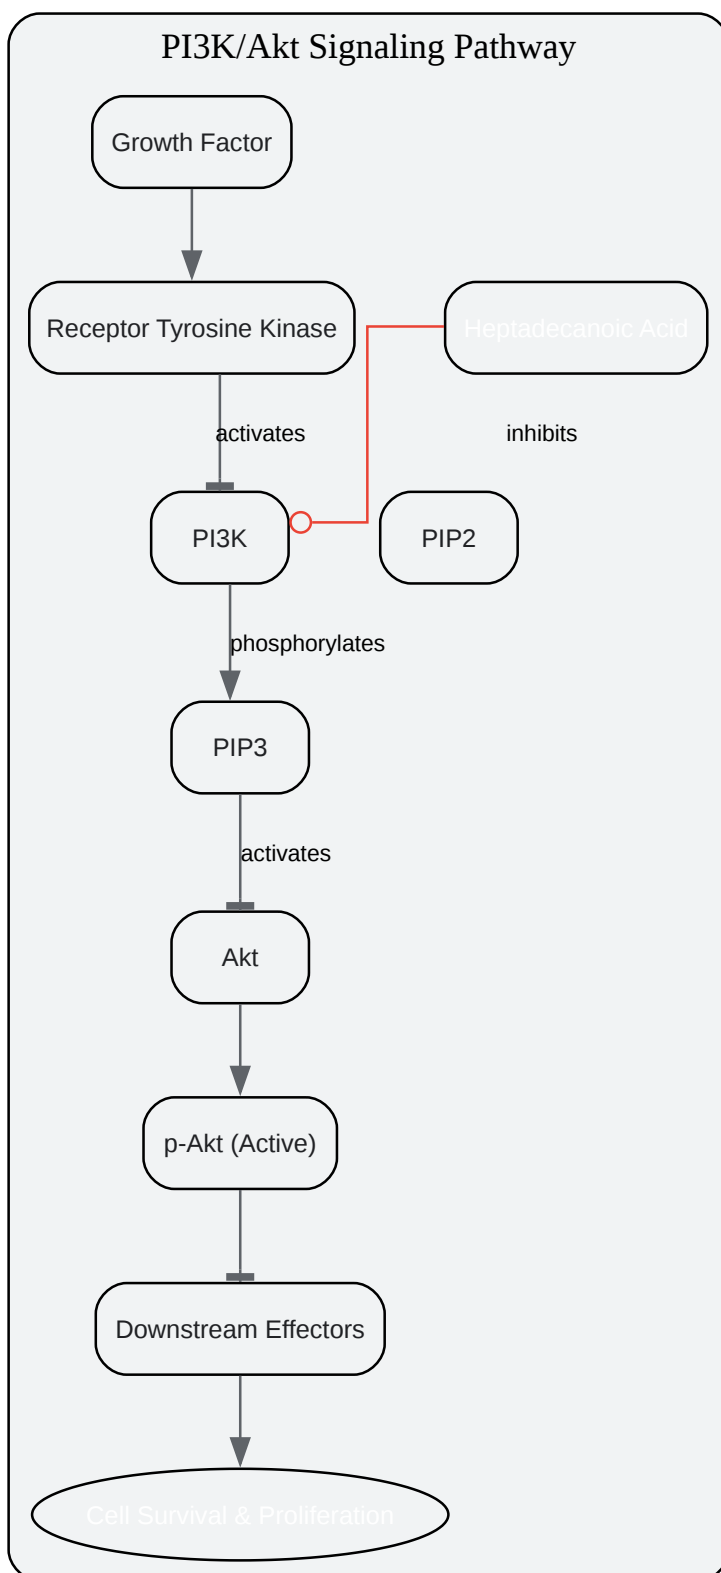 PI3K/Akt Signaling Pathway
Growth Factor
Receptor Tyrosine Kinase
Heptadecanoic Acid
activates
inhibits
PI3K
PIP2
phosphorylates
PIP3
activates
Akt
p-Akt (Active)
Downstream Effectors
Cell Survival & Proliferation